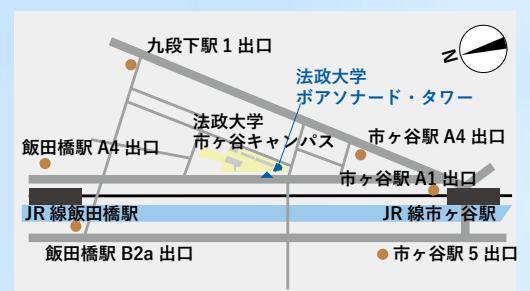 九段下駅 1 出口
N
法政大学
ボアソナード・タワー
法政大学
市ヶ谷キャンパス
市ヶ谷駅 A4 出口
飯田橋駅 A4 出口
市ヶ谷駅 A1 出口
JR 線飯田橋駅
JR 線市ヶ谷駅
飯田橋駅 B2a 出口
市ヶ谷駅 5 出口